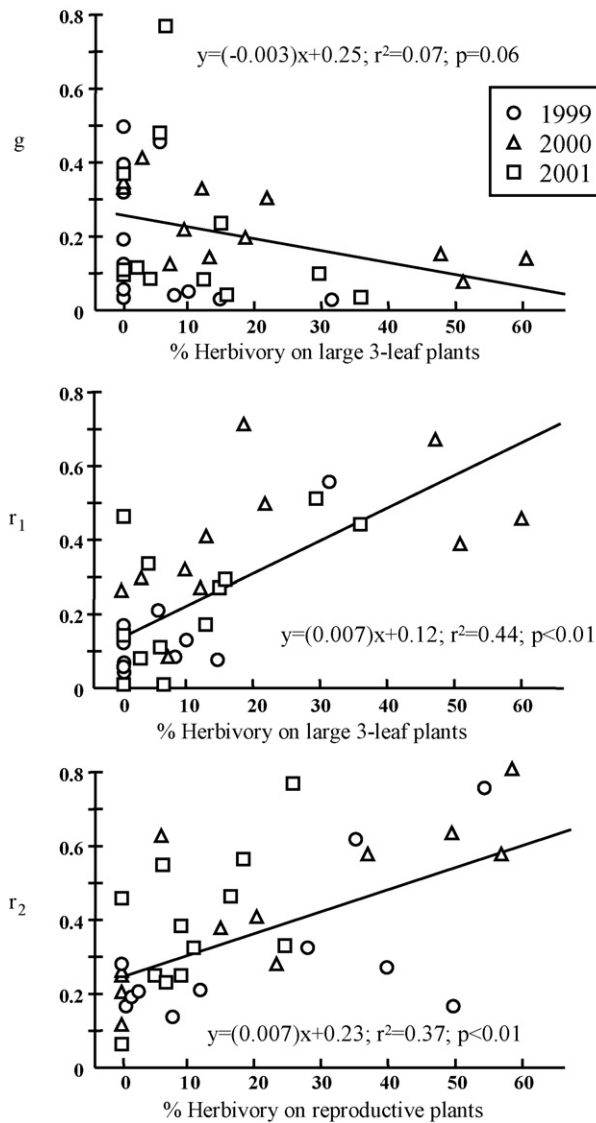 0.8
y=(-0.003)x+0.25; r²=0.07; p=0.06
0.6
1999
g
2000
0.4
2001
0.2
0
0 10 20 30 40 50 60
% Herbivory on large 3-leaf plants
0.8
0.6
r₁
0.4
0.2
y=(0.007)x+0.12; r²=0.44; p<0.01
0
0 10 20 30 40 50 60
% Herbivory on large 3-leaf plants
0.8
0.6
r₂
0.4
0.2
y=(0.007)x+0.23; r²=0.37; p<0.01
0
0 10 20 30 40 50 60
% Herbivory on reproductive plants